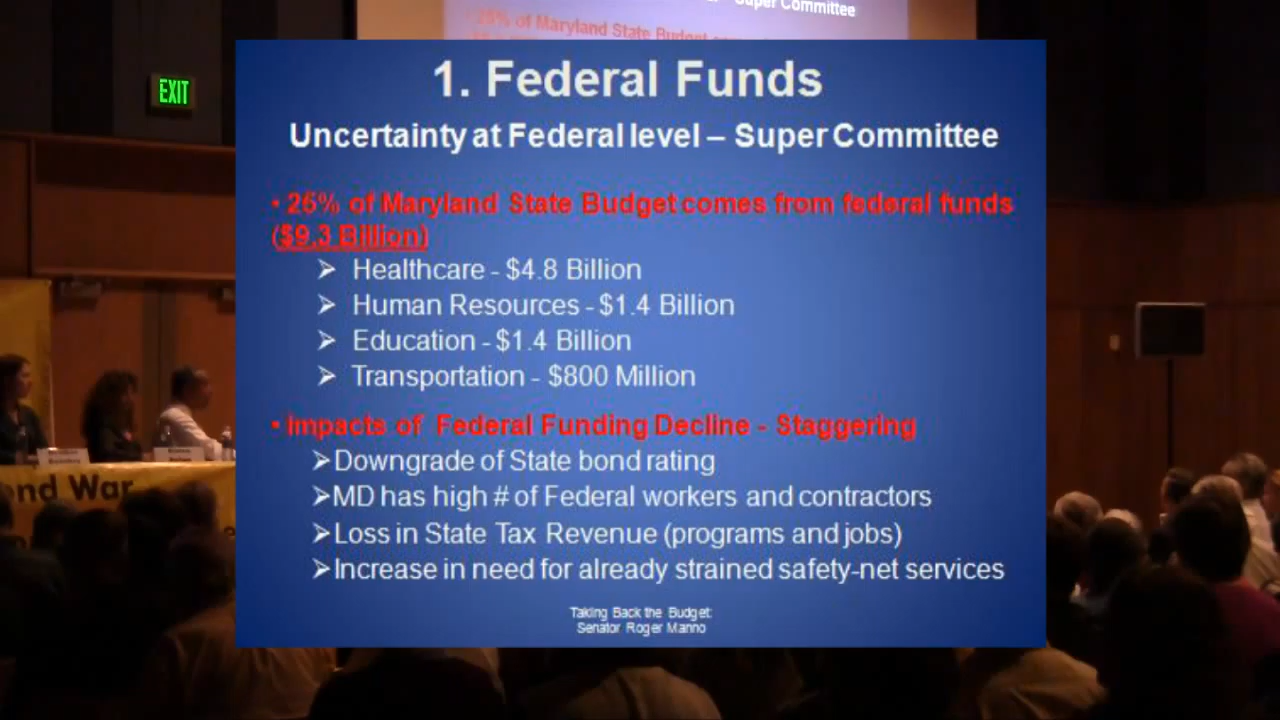 Super Committee
25% of Maryland State Budget
EXIT
1. Federal Funds
Uncertainty at Federal level – Super Committee
• 25% of Maryland State Budget comes from federal funds
($9.3 Billion)
➢ Healthcare - $4.8 Billion
➢ Human Resources - $1.4 Billion
➢ Education - $1.4 Billion
➢ Transportation - $800 Million
• Impacts of Federal Funding Decline - Staggering
➢Downgrade of State bond rating
➢MD has high # of Federal workers and contractors
➢Loss in State Tax Revenue (programs and jobs)
➢Increase in need for already strained safety-net services
Taking Back the Budget:
Senator Roger Manno
ond War